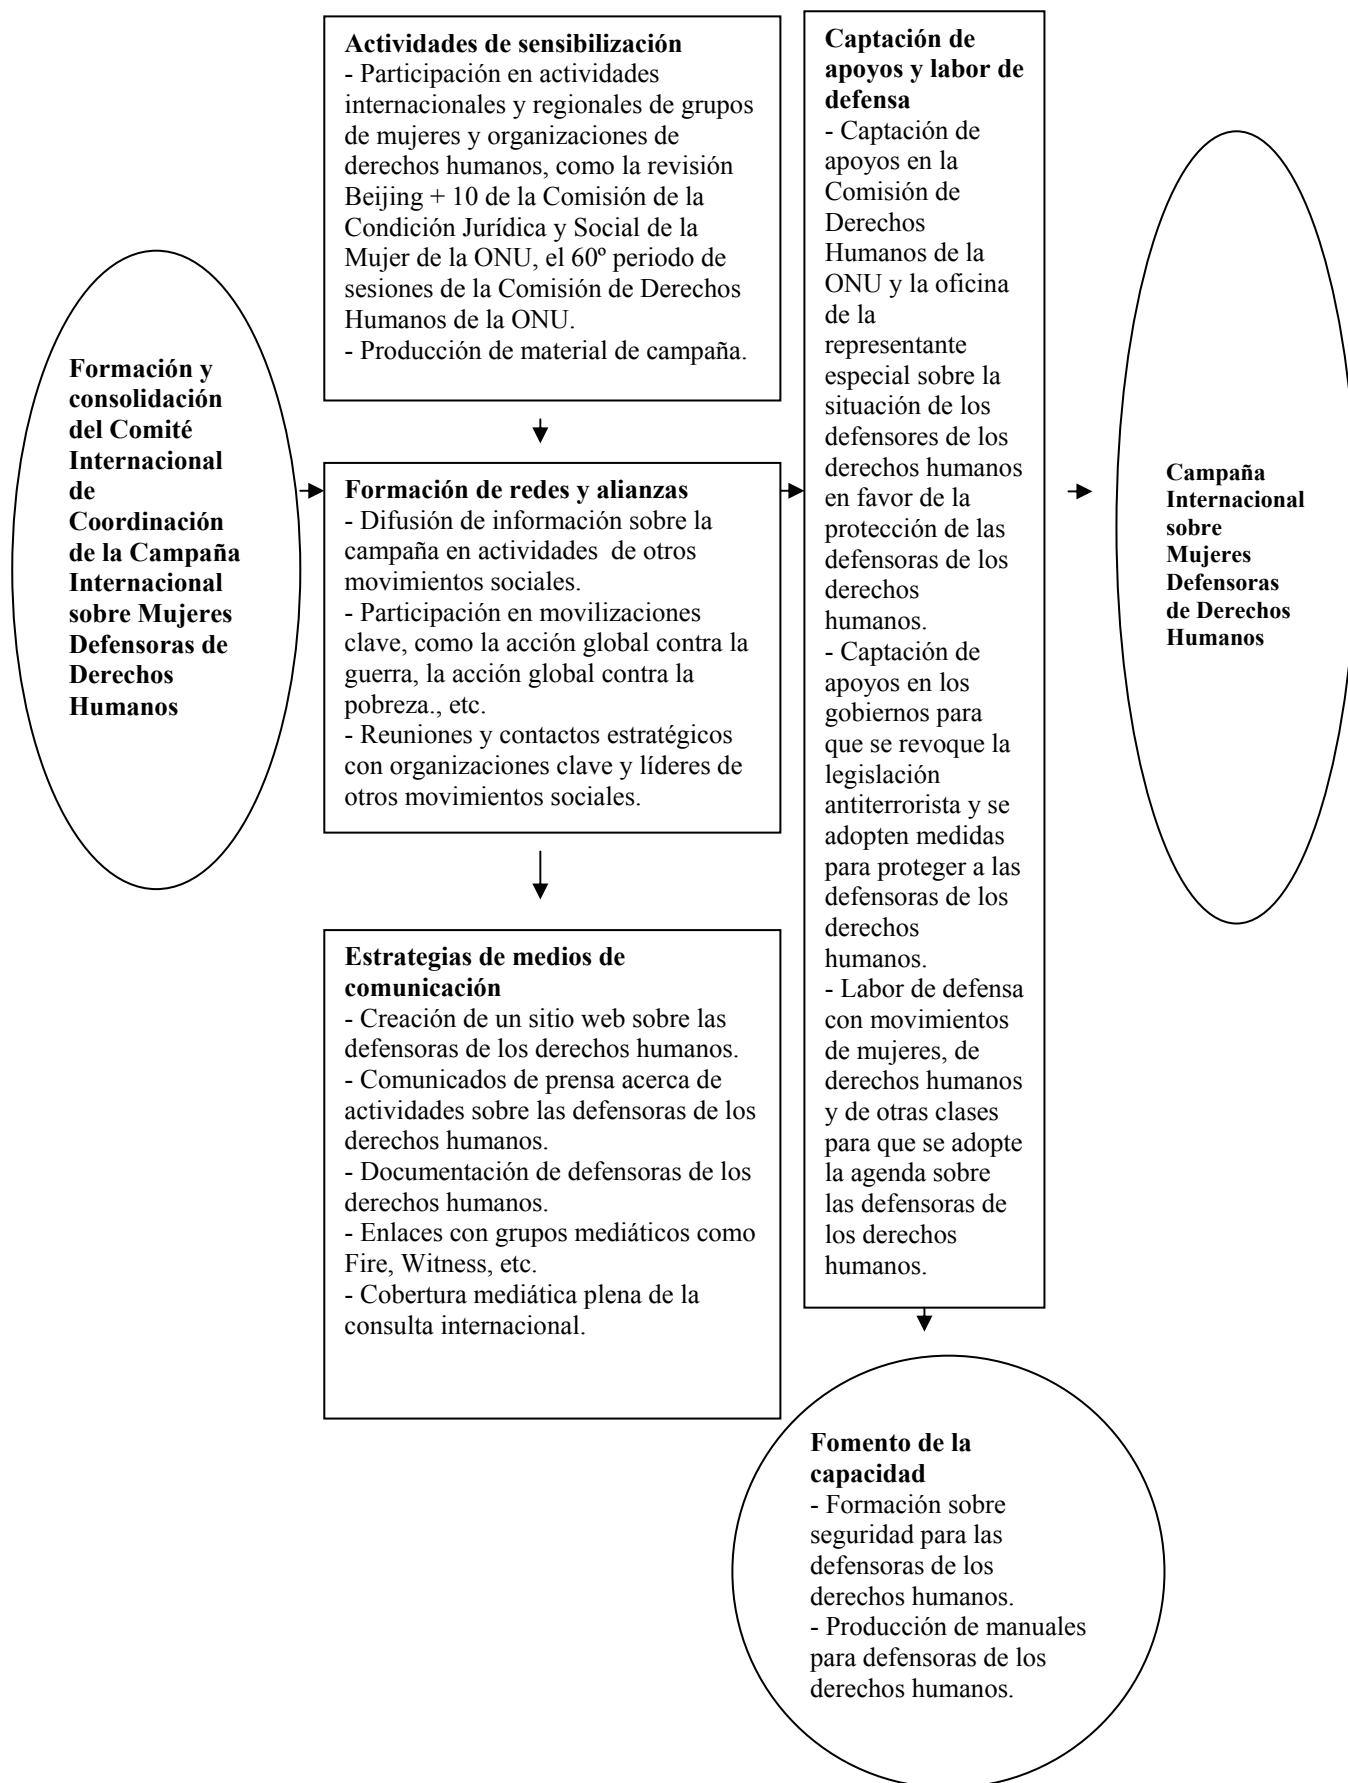 Formación y
consolidación
del Comité
Internacional
de
Coordinación
de la Campaña
Internacional
sobre Mujeres
Defensoras de
Derechos
Humanos
Actividades de sensibilización
- Participación en actividades
internacionales y regionales de grupos
de mujeres y organizaciones de
derechos humanos, como la revisión
Beijing + 10 de la Comisión de la
Condición Jurídica y Social de la
Mujer de la ONU, el 60º periodo de
sesiones de la Comisión de Derechos
Humanos de la ONU.
- Producción de material de campaña.
Formación de redes y alianzas
- Difusión de información sobre la
campaña en actividades  de otros
movimientos sociales.
- Participación en movilizaciones
clave, como la acción global contra la
guerra, la acción global contra la
pobreza., etc.
- Reuniones y contactos estratégicos
con organizaciones clave y líderes de
otros movimientos sociales.
Estrategias de medios de
comunicación
- Creación de un sitio web sobre las
defensoras de los derechos humanos.
- Comunicados de prensa acerca de
actividades sobre las defensoras de los
derechos humanos.
- Documentación de defensoras de los
derechos humanos.
- Enlaces con grupos mediáticos como
Fire, Witness, etc.
- Cobertura mediática plena de la
consulta internacional.
Captación de
apoyos y labor de
defensa
- Captación de
apoyos en la
Comisión de
Derechos
Humanos de la
ONU y la oficina
de la
representante
especial sobre la
situación de los
defensores de los
derechos humanos
en favor de la
protección de las
defensoras de los
derechos
humanos.
- Captación de
apoyos en los
gobiernos para
que se revoque la
legislación
antiterrorista y se
adopten medidas
para proteger a las
defensoras de los
derechos
humanos.
- Labor de defensa
con movimientos
de mujeres, de
derechos humanos
y de otras clases
para que se adopte
la agenda sobre
las defensoras de
los derechos
humanos.
Campaña
Internacional
sobre
Mujeres
Defensoras
de Derechos
Humanos
Fomento de la
capacidad
- Formación sobre
seguridad para las
defensoras de los
derechos humanos.
- Producción de manuales
para defensoras de los
derechos humanos.